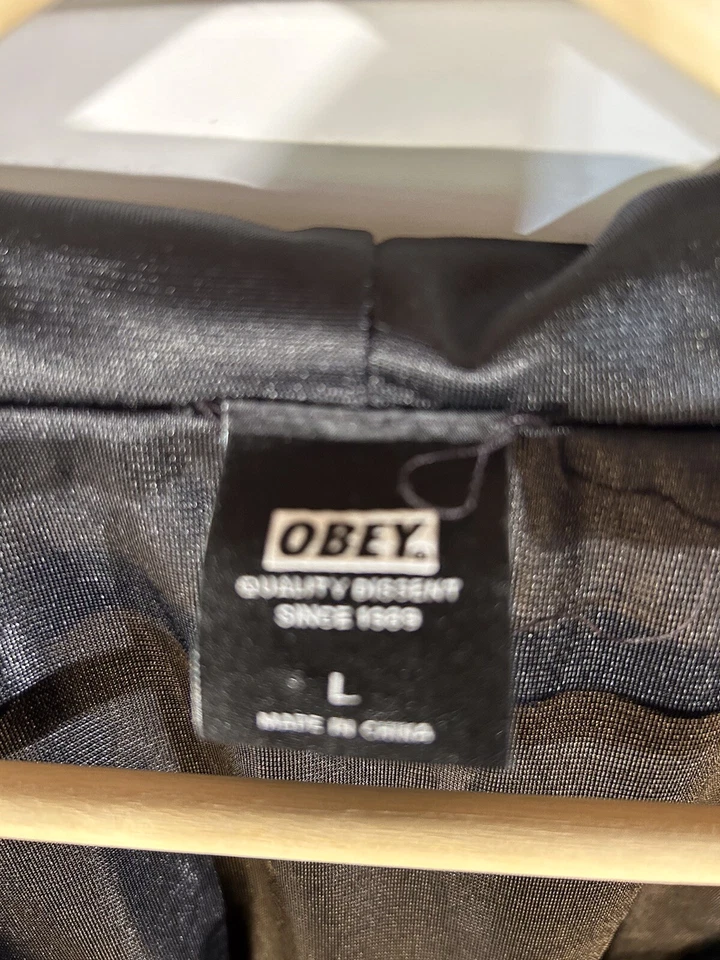 OBEY.
QUALITY DISSENT
SINCE 1989
L
MADE IN CHINA